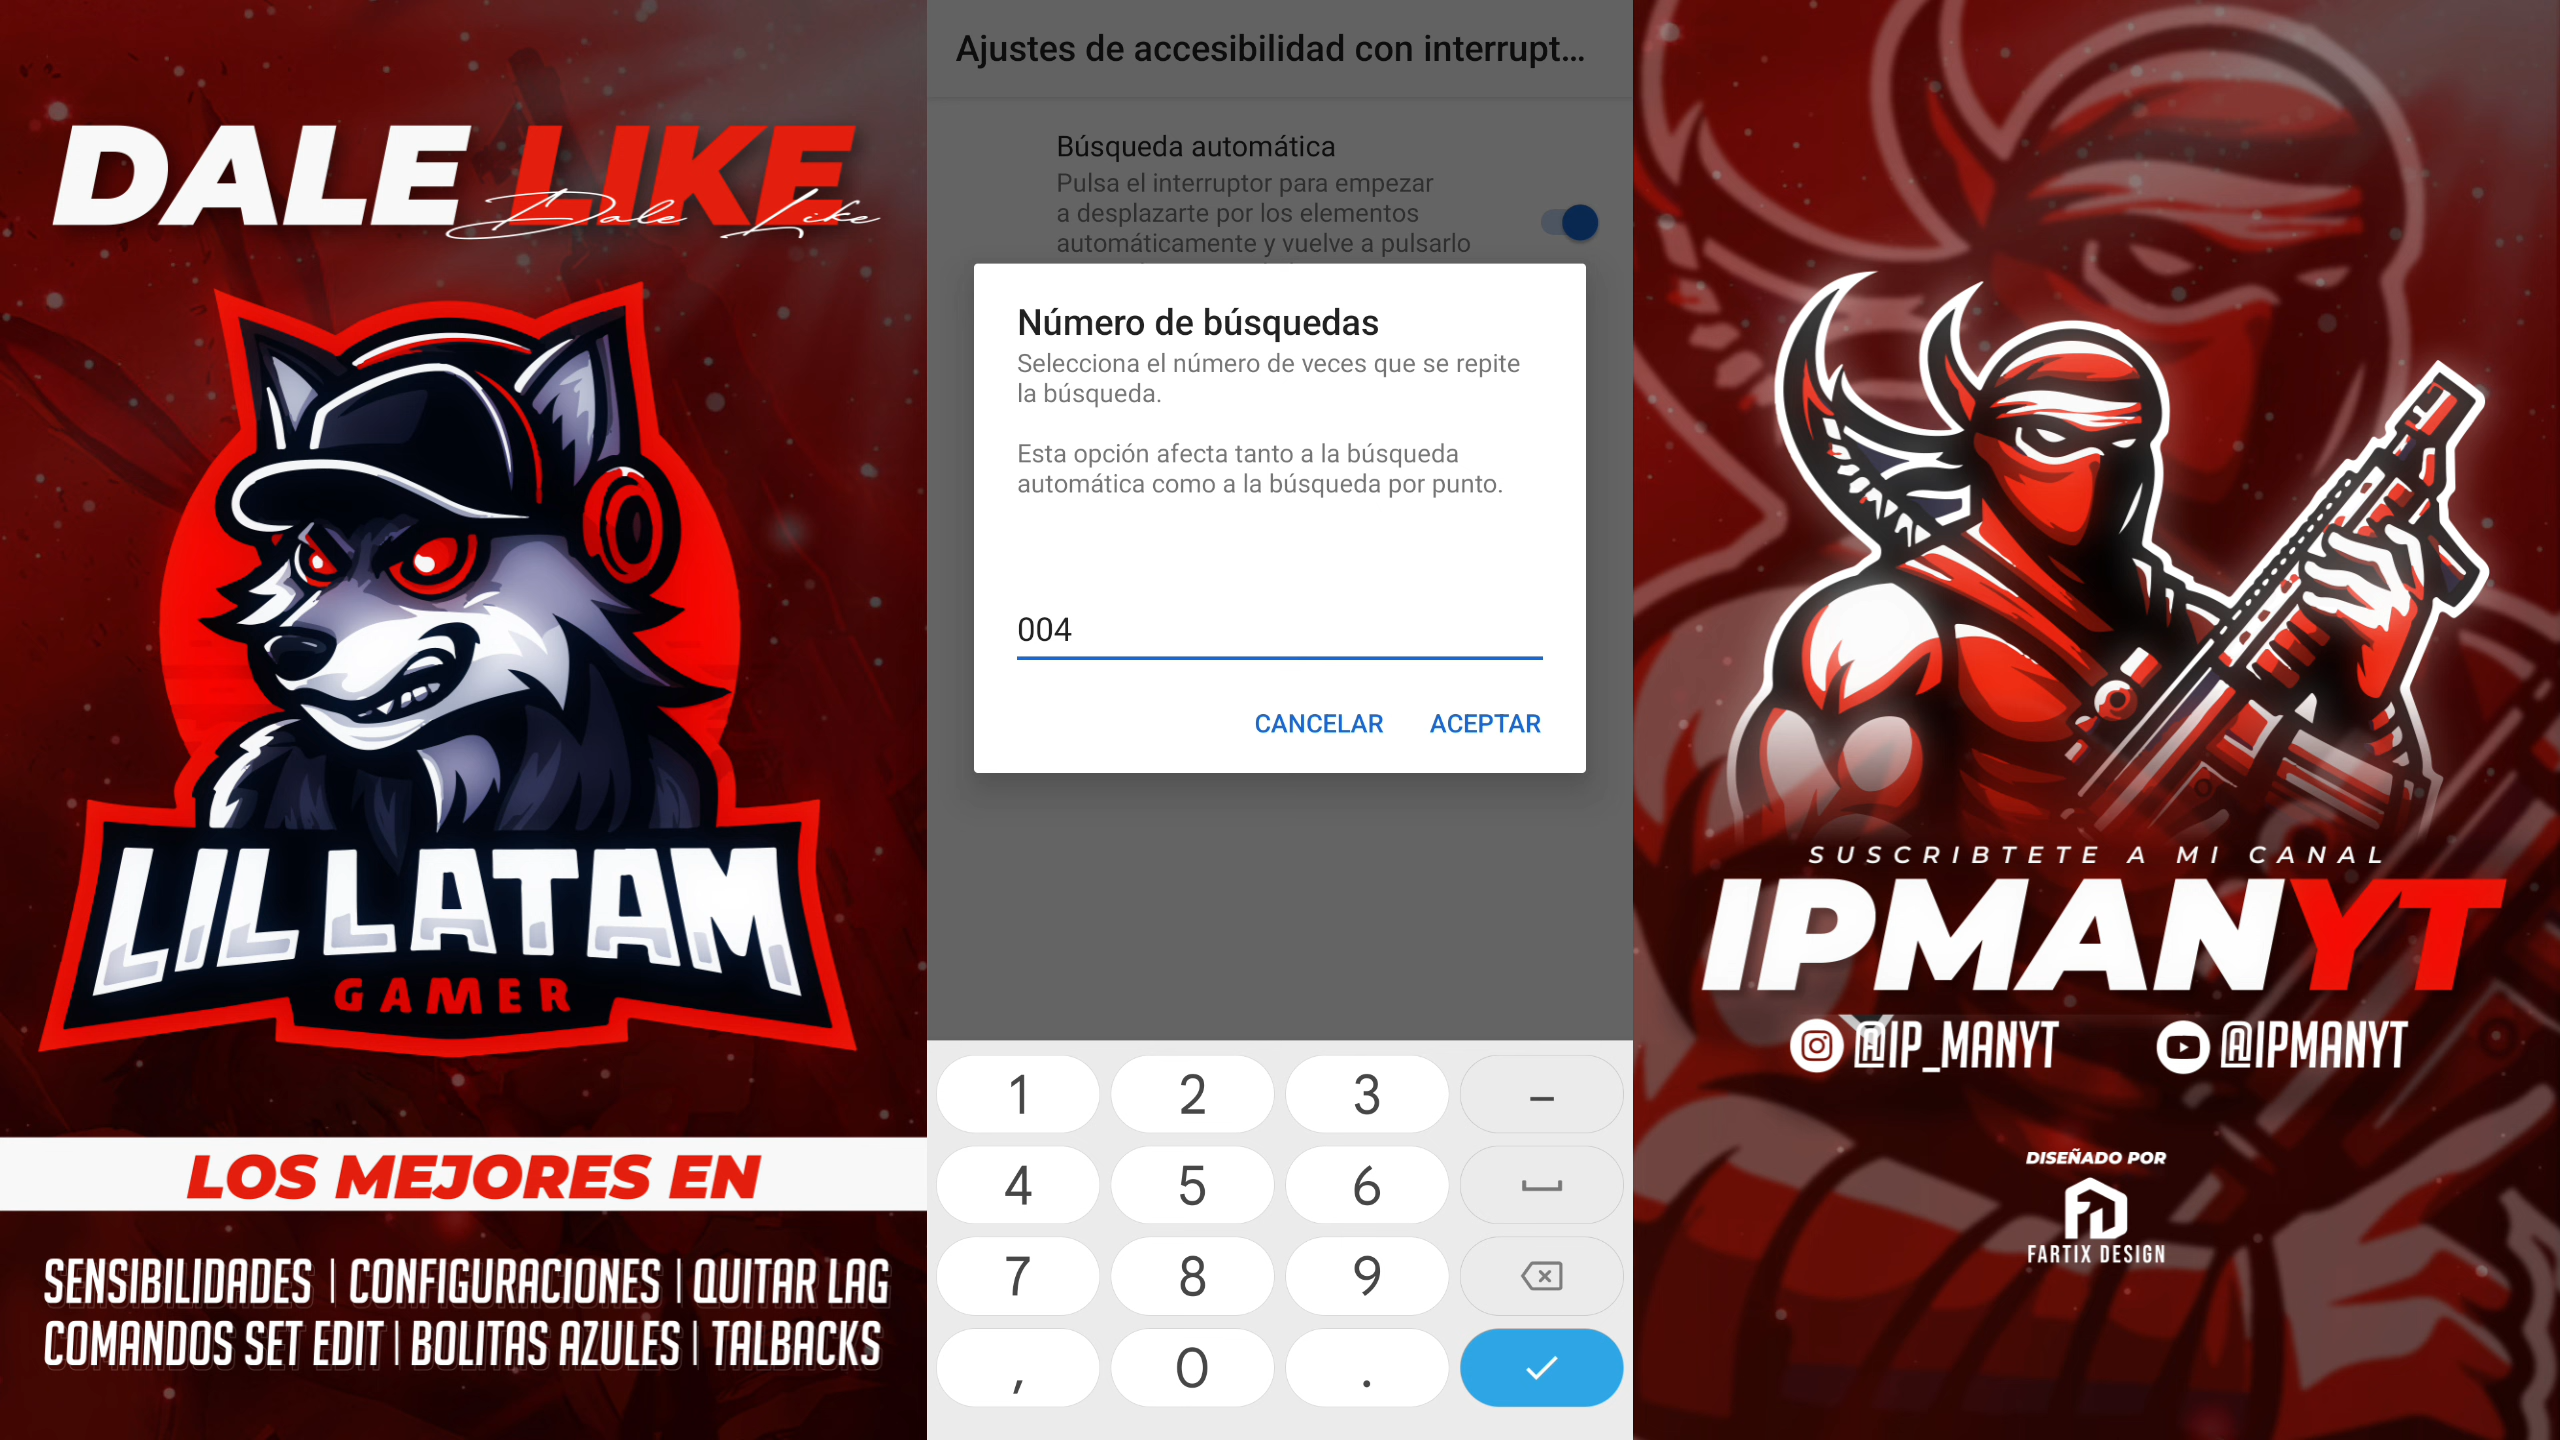 DALE LIKE
Dale Like
LIL LATAM
GAMER
LOS MEJORES EN
SENSIBILIDADES | CONFIGURACIONES | QUITAR LAG
COMANDOS SET EDIT | BOLITAS AZULES | TALBACKS
Ajustes de accesibilidad con interrupt...
Búsqueda automática
Pulsa el interruptor para empezar
a desplazarte por los elementos
automáticamente y vuelve a pulsarlo
Número de búsquedas
Selecciona el número de veces que se repite
la búsqueda.
Esta opción afecta tanto a la búsqueda
automática como a la búsqueda por punto.
004
CANCELAR ACEPTAR
1 2 3 –
4 5 6
7 8 9
, 0 .
SUSCRIBTETE A MI CANAL
IPMANYT
@IP_MANYT @IPMANYT
DISEÑADO POR
FARTIX DESIGN